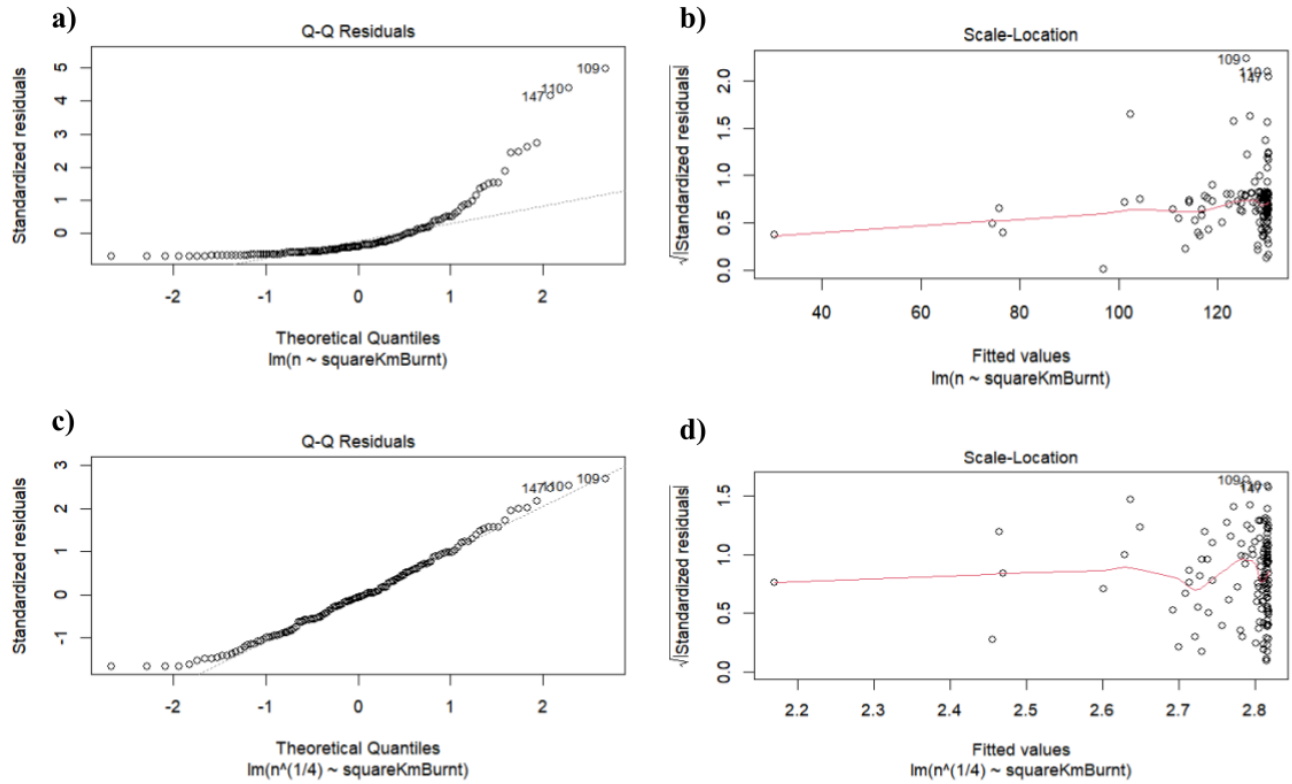 a)
Q-Q Residuals
Standardized residuals
5
4
3
2
1
0
109
110
147
-2 -1 0 1 2
Theoretical Quantiles
lm(n ~ squareKmBurnt)
b)
Scale-Location
√|Standardized residuals|
2.0
1.5
1.0
0.5
0.0
109
110
147
40 60 80 100 120
Fitted values
lm(n ~ squareKmBurnt)
c)
Q-Q Residuals
Standardized residuals
3
2
1
0
-1
109
110
147
-2 -1 0 1 2
Theoretical Quantiles
lm(n^(1/4) ~ squareKmBurnt)
d)
Scale-Location
√|Standardized residuals|
1.5
1.0
0.5
0.0
109
147
2.2 2.3 2.4 2.5 2.6 2.7 2.8
Fitted values
lm(n^(1/4) ~ squareKmBurnt)